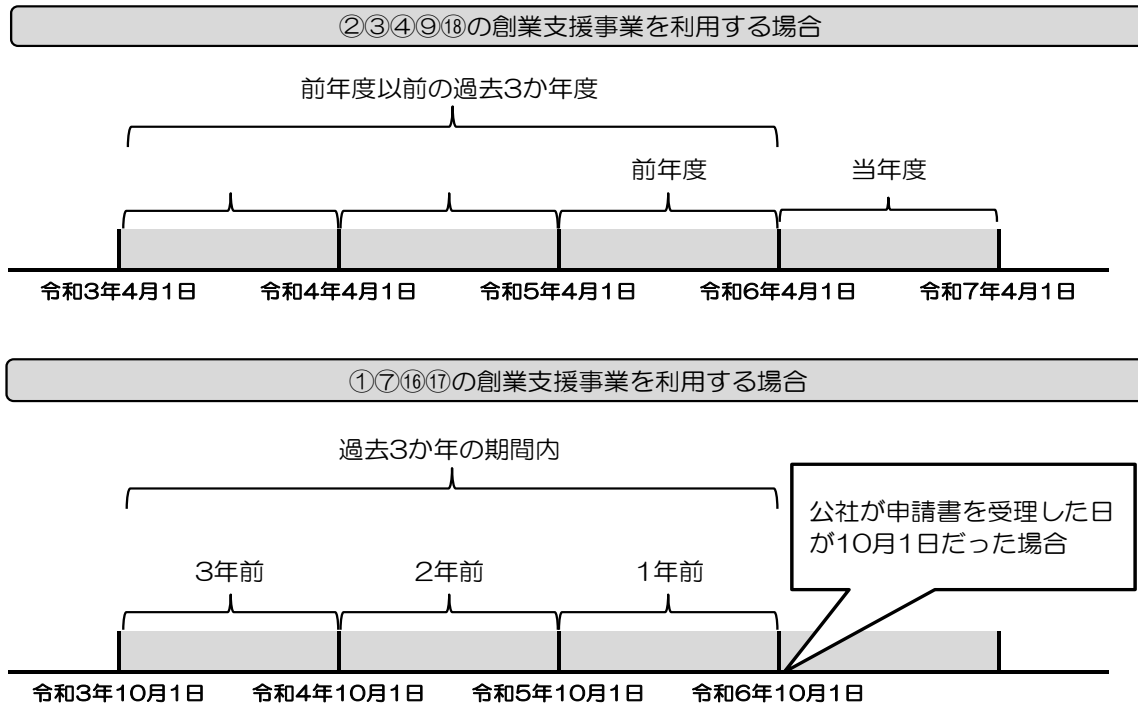 ②③④⑨⑱の創業支援事業を利用する場合
前年度以前の過去3か年度
前年度
当年度
令和3年4月1日
令和4年4月1日
令和5年4月1日
令和6年4月1日
令和7年4月1日
①⑦⑯⑰の創業支援事業を利用する場合
過去3か年の期間内
公社が申請書を受理した日
が10月1日だった場合
3年前
2年前
1年前
令和3年10月1日
令和4年10月1日
令和5年10月1日
令和6年10月1日